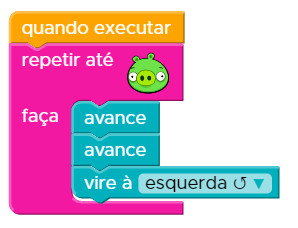 quando executar
repetir até
faça
avance
avance
vire à esquerda ↺ ▼